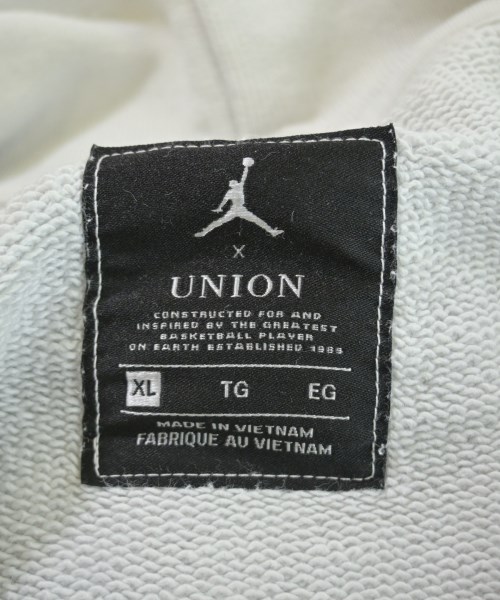 X
UNION
CONSTRUCTED FOR AND
INSPIRED BY THE GREATEST
BASKETBALL PLAYER
ON EARTH ESTABLISHED 1985
XL TG EG
MADE IN VIETNAM
FABRIQUE AU VIETNAM